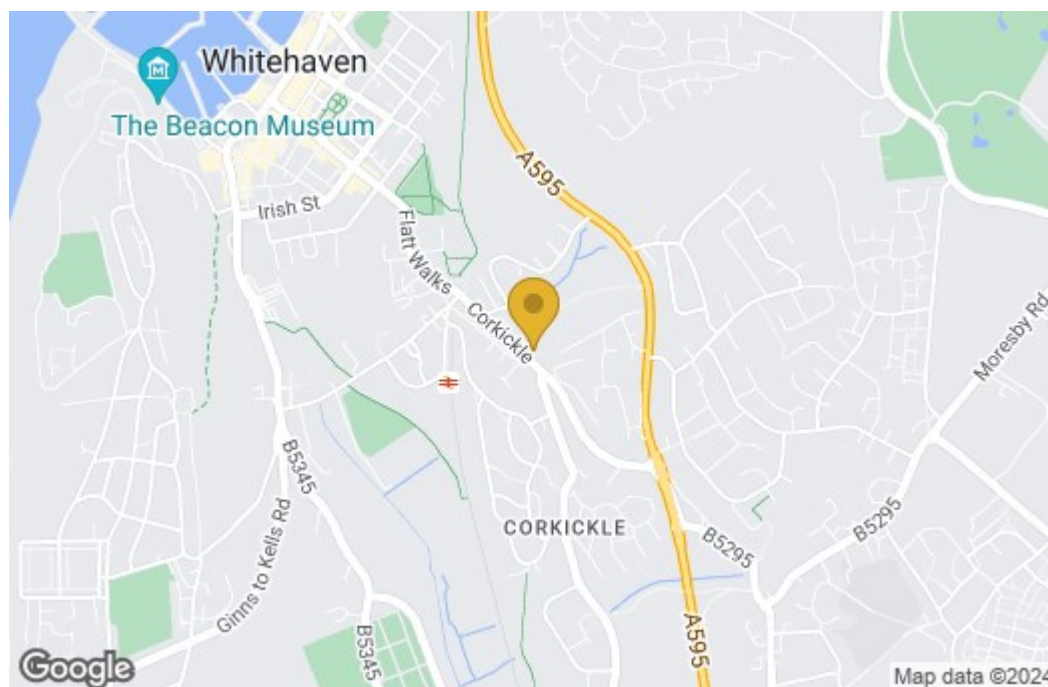 Whitehaven
The Beacon Museum
Irish St
A595
Flatt Walks
Corkickle
Moresby Rd
B5345
CORKICKLE
B5295
B5295
Ginns to Kells Rd
B5345
A595
Google
Map data ©2024